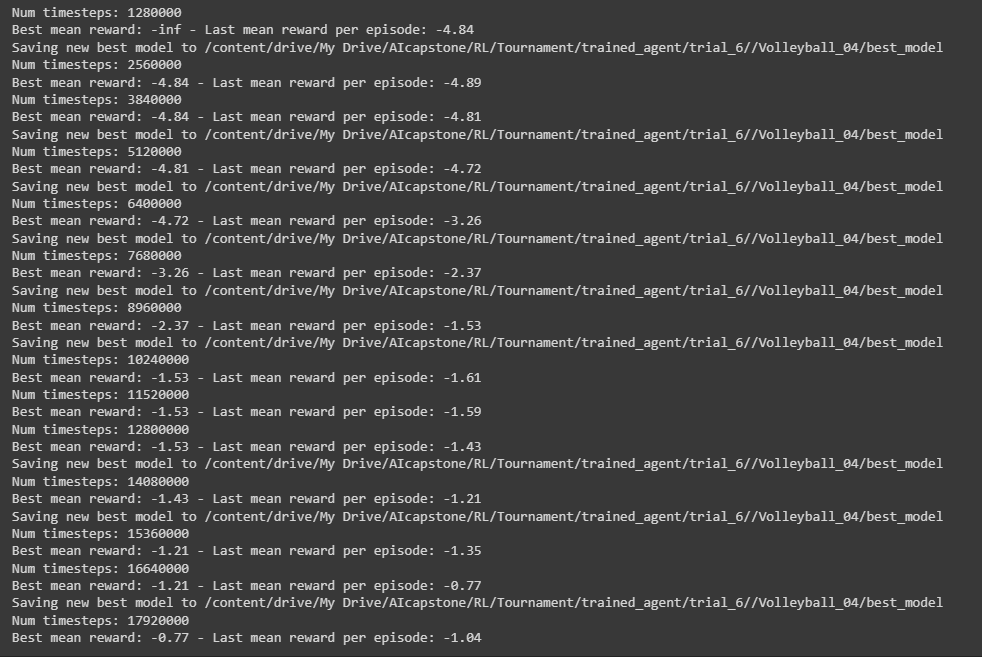 Num timesteps: 1280000
Best mean reward: -inf - Last mean reward per episode: -4.84
Saving new best model to /content/drive/My Drive/AIcapstone/RL/Tournament/trained_agent/trial_6//Volleyball_04/best_model
Num timesteps: 2560000
Best mean reward: -4.84 - Last mean reward per episode: -4.89
Num timesteps: 3840000
Best mean reward: -4.84 - Last mean reward per episode: -4.81
Saving new best model to /content/drive/My Drive/AIcapstone/RL/Tournament/trained_agent/trial_6//Volleyball_04/best_model
Num timesteps: 5120000
Best mean reward: -4.81 - Last mean reward per episode: -4.72
Saving new best model to /content/drive/My Drive/AIcapstone/RL/Tournament/trained_agent/trial_6//Volleyball_04/best_model
Num timesteps: 6400000
Best mean reward: -4.72 - Last mean reward per episode: -3.26
Saving new best model to /content/drive/My Drive/AIcapstone/RL/Tournament/trained_agent/trial_6//Volleyball_04/best_model
Num timesteps: 7680000
Best mean reward: -3.26 - Last mean reward per episode: -2.37
Saving new best model to /content/drive/My Drive/AIcapstone/RL/Tournament/trained_agent/trial_6//Volleyball_04/best_model
Num timesteps: 8960000
Best mean reward: -2.37 - Last mean reward per episode: -1.53
Saving new best model to /content/drive/My Drive/AIcapstone/RL/Tournament/trained_agent/trial_6//Volleyball_04/best_model
Num timesteps: 10240000
Best mean reward: -1.53 - Last mean reward per episode: -1.61
Num timesteps: 11520000
Best mean reward: -1.53 - Last mean reward per episode: -1.59
Num timesteps: 12800000
Best mean reward: -1.53 - Last mean reward per episode: -1.43
Saving new best model to /content/drive/My Drive/AIcapstone/RL/Tournament/trained_agent/trial_6//Volleyball_04/best_model
Num timesteps: 14080000
Best mean reward: -1.43 - Last mean reward per episode: -1.21
Saving new best model to /content/drive/My Drive/AIcapstone/RL/Tournament/trained_agent/trial_6//Volleyball_04/best_model
Num timesteps: 15360000
Best mean reward: -1.21 - Last mean reward per episode: -1.35
Num timesteps: 16640000
Best mean reward: -1.21 - Last mean reward per episode: -0.77
Saving new best model to /content/drive/My Drive/AIcapstone/RL/Tournament/trained_agent/trial_6//Volleyball_04/best_model
Num timesteps: 17920000
Best mean reward: -0.77 - Last mean reward per episode: -1.04